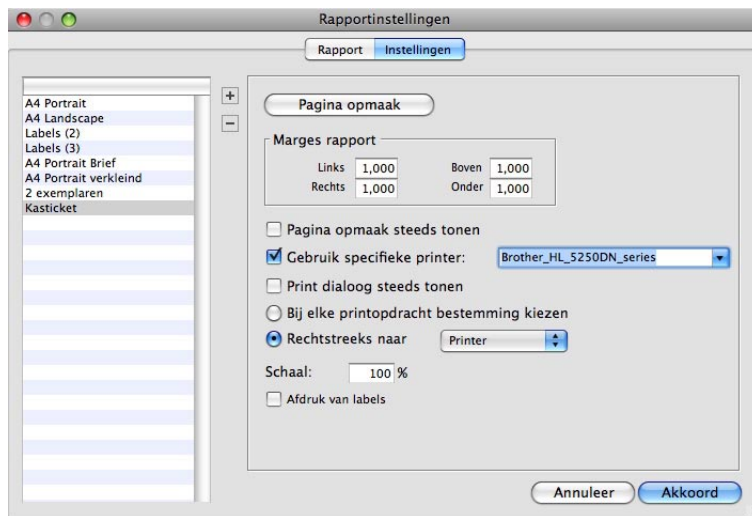 Rapportinstellingen
Rapport Instellingen
A4 Portrait
A4 Landscape
Labels (2)
Labels (3)
A4 Portrait Brief
A4 Portrait verkleind
2 exemplaren
Kasticket
+
−
Pagina opmaak
Marges rapport
Links 1,000 Boven 1,000
Rechts 1,000 Onder 1,000
Pagina opmaak steeds tonen
Gebruik specifieke printer: Brother_HL_5250DN_series
Print dialoog steeds tonen
Bij elke printopdracht bestemming kiezen
Rechtstreeks naar Printer
Schaal: 100 %
Afdruk van labels
Annuleer Akkoord